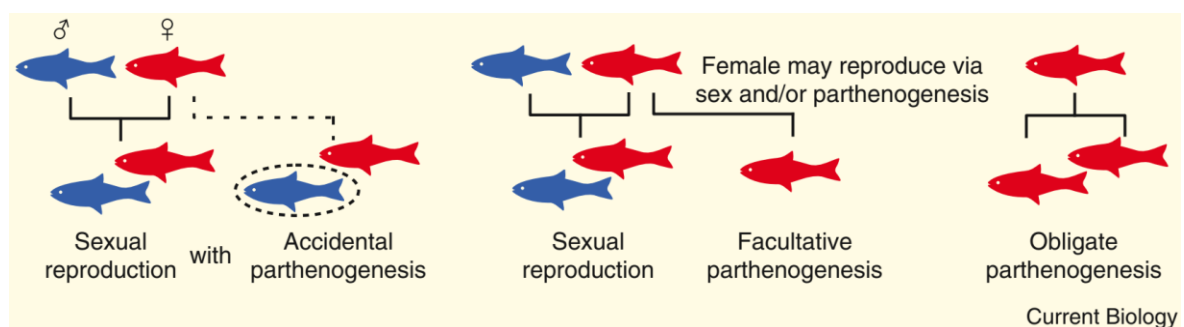 ♂ ♀
Female may reproduce via
sex and/or parthenogenesis
Sexual
reproduction
with
Accidental
parthenogenesis
Sexual
reproduction
Facultative
parthenogenesis
Obligate
parthenogenesis
Current Biology